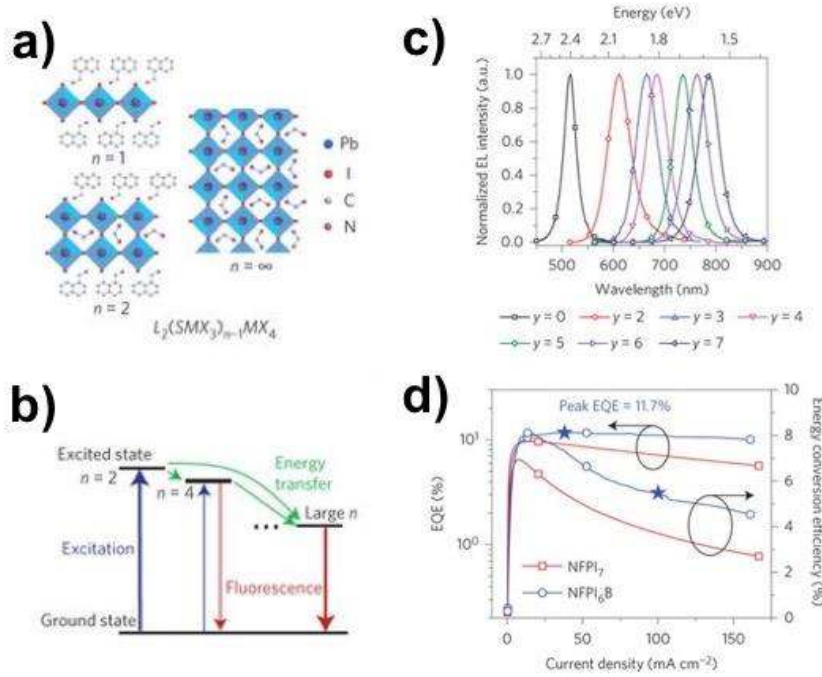 a)
n = 1
n = 2
n = ∞
Pb
I
C
N
L₂(SMX₃)ₙ₋₁MX₄
b)
Excited state
n = 2
n = 4
Energy
transfer
Large n
...
Excitation
Fluorescence
Ground state
c)
Energy (eV)
2.7 2.4 2.1 1.8 1.5
Normalized EL intensity (a.u.)
1.0
0.8
0.6
0.4
0.2
0.0
500 600 700 800 900
Wavelength (nm)
y = 0 y = 2 y = 3 y = 4
y = 5 y = 6 y = 7
d)
Peak EQE = 11.7%
EQE (%)
10¹
10⁰
Energy conversion efficiency (%)
10
8
6
4
2
0
NFPI₇
NFPI₆B
0 50 100 150
Current density (mA cm⁻²)